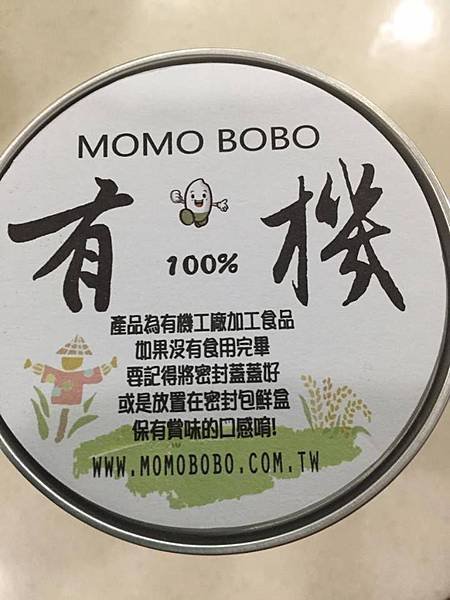 MOMO BOBO
有機
100%
產品為有機工廠加工食品
如果沒有食用完畢
要記得將密封蓋蓋好
或是放置在密封包鮮盒
保有賞味的口感唷!
WWW.MOMOBOBO.COM.TW